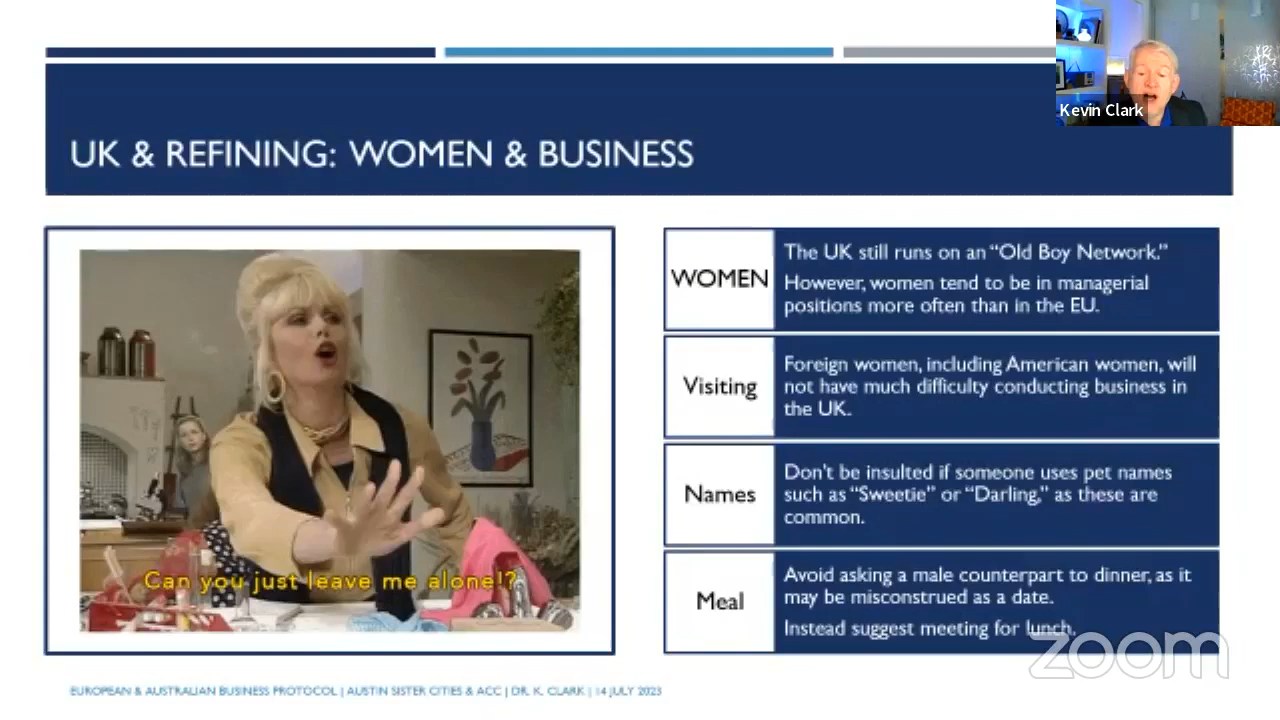 Kevin Clark
UK & REFINING: WOMEN & BUSINESS
Can you just leave me alone!?
WOMEN
The UK still runs on an “Old Boy Network.”
However, women tend to be in managerial
positions more often than in the EU.
Visiting
Foreign women, including American women, will
not have much difficulty conducting business in
the UK.
Names
Don't be insulted if someone uses pet names
such as “Sweetie” or “Darling,” as these are
common.
Meal
Avoid asking a male counterpart to dinner, as it
may be misconstrued as a date.
Instead suggest meeting for lunch.
zoom
EUROPEAN & AUSTRALIAN BUSINESS PROTOCOL | AUSTIN SISTER CITIES & ACC | DR. K. CLARK | 14 JULY 2023